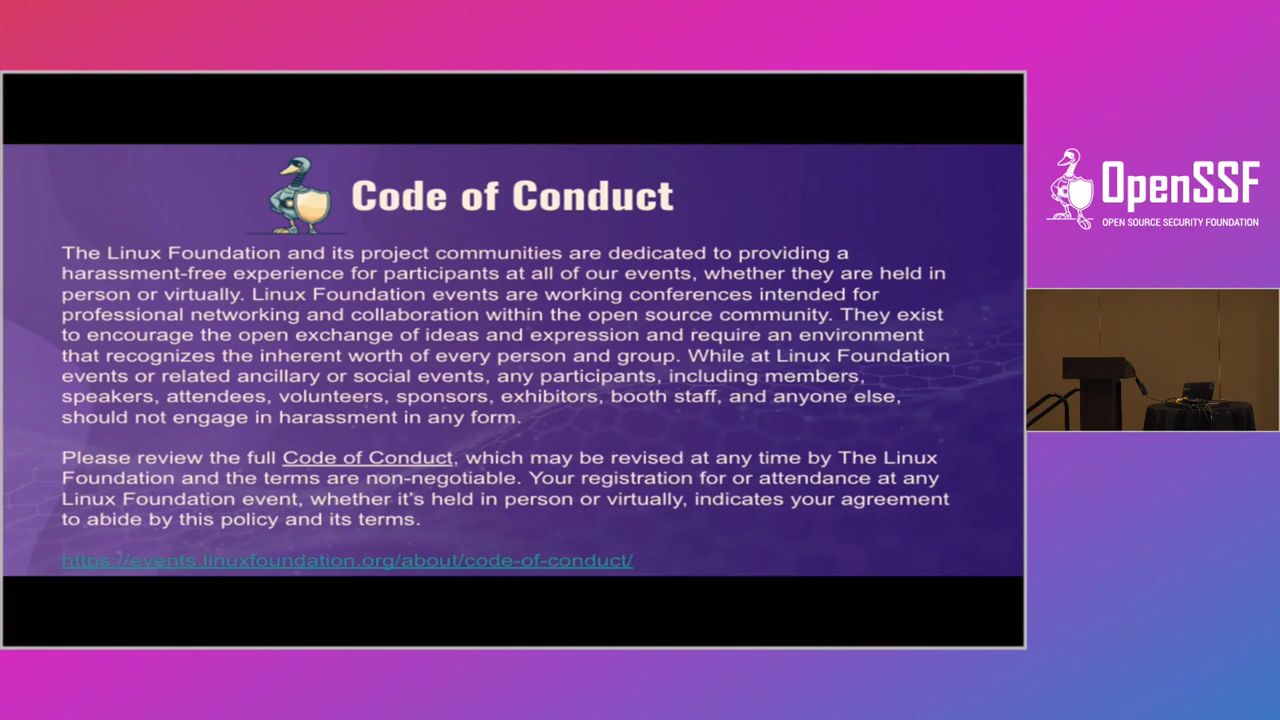 Code of Conduct
The Linux Foundation and its project communities are dedicated to providing a
harassment-free experience for participants at all of our events, whether they are held in
person or virtually. Linux Foundation events are working conferences intended for
professional networking and collaboration within the open source community. They exist
to encourage the open exchange of ideas and expression and require an environment
that recognizes the inherent worth of every person and group. While at Linux Foundation
events or related ancillary or social events, any participants, including members,
speakers, attendees, volunteers, sponsors, exhibitors, booth staff, and anyone else,
should not engage in harassment in any form.
Please review the full Code of Conduct, which may be revised at any time by The Linux
Foundation and the terms are non-negotiable. Your registration for or attendance at any
Linux Foundation event, whether it's held in person or virtually, indicates your agreement
to abide by this policy and its terms.
https://events.linuxfoundation.org/about/code-of-conduct/
OpenSSF
OPEN SOURCE SECURITY FOUNDATION